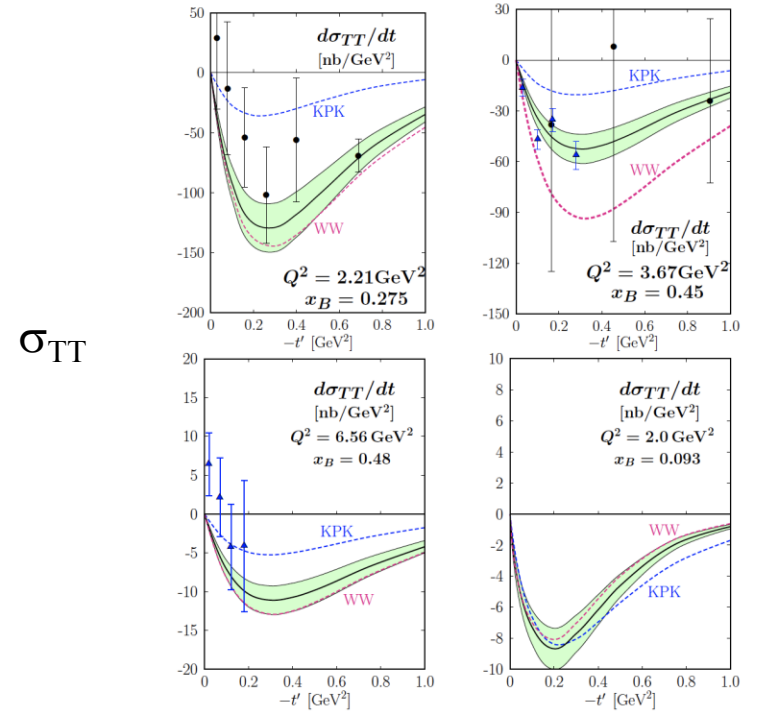 dσTT/dt
[nb/GeV²]
50
0
-50
-100
-150
-200
KPK
WW
Q² = 2.21GeV²
xB = 0.275
0 0.2 0.4 0.6 0.8 1.0
−t′ [GeV²]
30
0
-30
-60
-90
-120
-150
KPK
WW
dσTT/dt
[nb/GeV²]
Q² = 3.67GeV²
xB = 0.45
0 0.2 0.4 0.6 0.8 1.0
−t′ [GeV²]
σTT
20
15
10
5
0
-5
-10
-15
20
dσTT/dt
[nb/GeV²]
Q² = 6.56 GeV²
xB = 0.48
KPK
WW
0 0.2 0.4 0.6 0.8 1.0
−t′ [GeV²]
10
8
6
4
2
0
-2
-4
-6
-8
-10
dσTT/dt
[nb/GeV²]
Q² = 2.0 GeV²
xB = 0.093
WW
KPK
0 0.2 0.4 0.6 0.8 1.0
−t′ [GeV²]